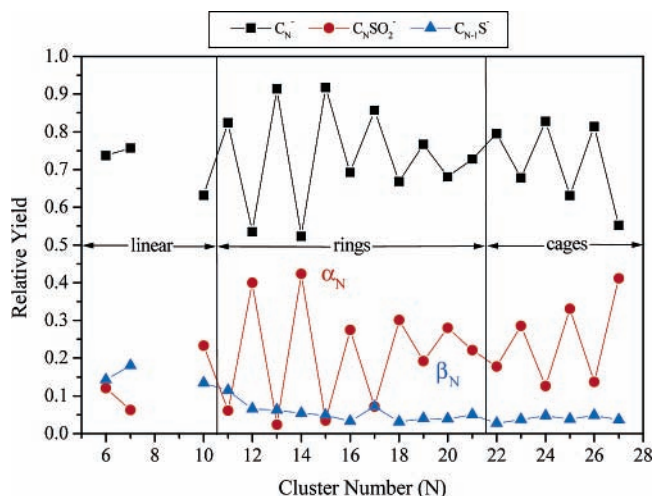 C_N^- C_NSO_2^- C_{N-1}S^-
1.0
0.9
0.8
0.7
0.6
0.5
0.4
0.3
0.2
0.1
0.0
Relative Yield
linear rings cages
α_N
β_N
6 8 10 12 14 16 18 20 22 24 26 28
Cluster Number (N)